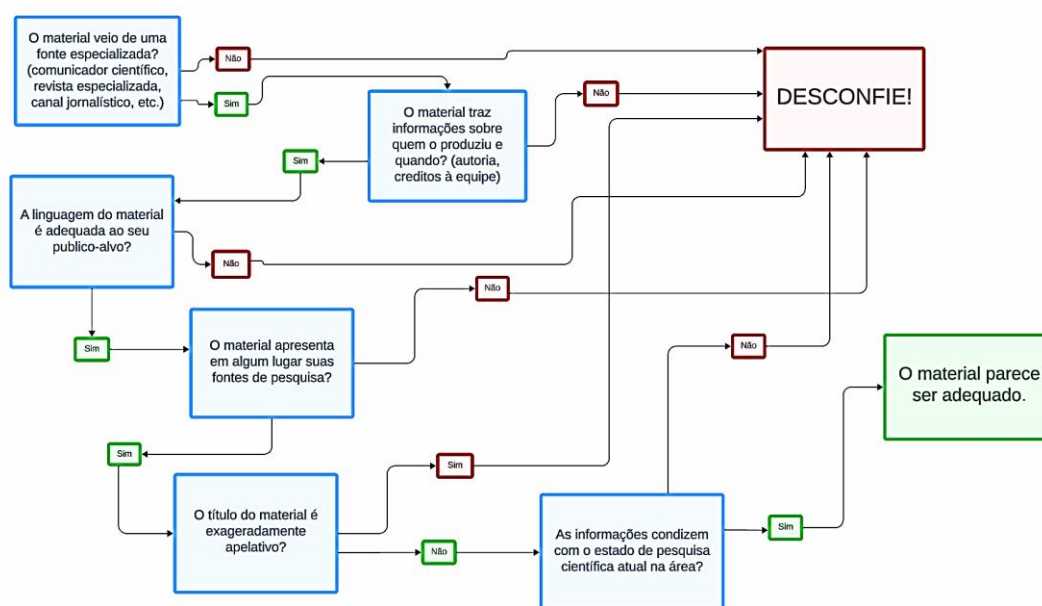 O material veio de uma
fonte especializada?
(comunicador científico,
revista especializada,
canal jornalístico, etc.)
Não
Sim
O material traz
informações sobre
quem o produziu e
quando? (autoria,
creditos à equipe)
Não
DESCONFIE!
Sim
A linguagem do material
é adequada ao seu
publico-alvo?
Não
Sim
O material apresenta
em algum lugar suas
fontes de pesquisa?
Não
Sim
O título do material é
exageradamente
apelativo?
Sim
Não
As informações condizem
com o estado de pesquisa
científica atual na área?
Não
Sim
O material parece
ser adequado.